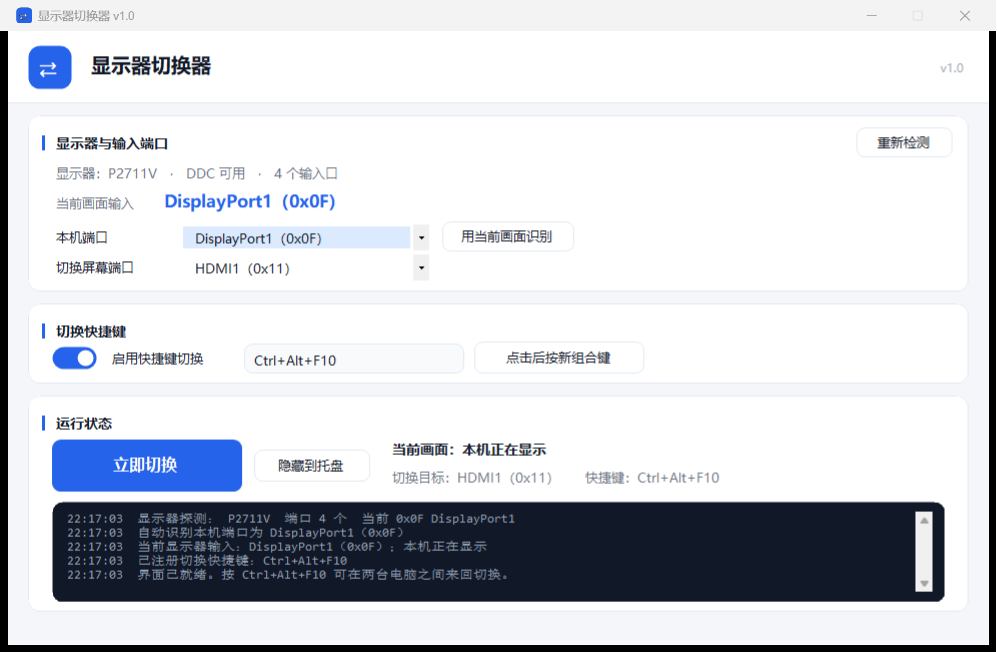 显示器切换器 v1.0
显示器切换器
v1.0
显示器与输入端口
重新检测
显示器：P2711V · DDC 可用 · 4 个输入口
当前画面输入 DisplayPort1（0x0F）
本机端口 DisplayPort1（0x0F） 用当前画面识别
切换屏幕端口 HDMI1（0x11）
切换快捷键
启用快捷键切换 Ctrl+Alt+F10 点击后按新组合键
运行状态
立即切换 隐藏到托盘
当前画面：本机正在显示
切换目标：HDMI1（0x11） 快捷键：Ctrl+Alt+F10
22:17:03 显示器探测： P2711V 端口 4 个 当前 0x0F DisplayPort1
22:17:03 自动识别本机端口为 DisplayPort1（0x0F）
22:17:03 当前显示器输入：DisplayPort1（0x0F）；本机正在显示
22:17:03 已注册切换快捷键：Ctrl+Alt+F10
22:17:03 界面已就绪。按 Ctrl+Alt+F10 可在两台电脑之间来回切换。